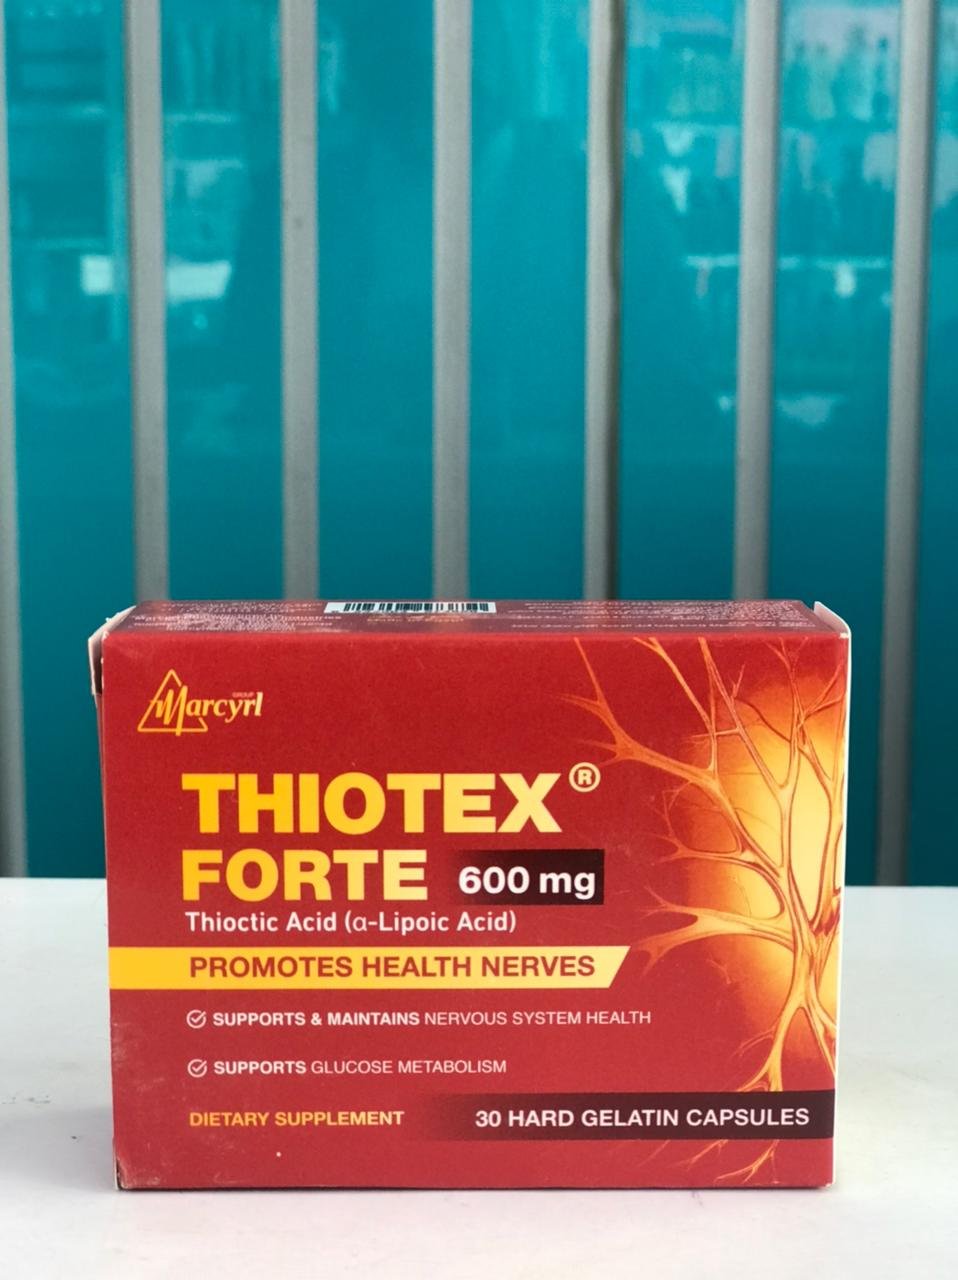 GROUP
Marcyrl
THIOTEX®
FORTE 600 mg
Thioctic Acid (α-Lipoic Acid)
PROMOTES HEALTH NERVES
SUPPORTS & MAINTAINS NERVOUS SYSTEM HEALTH
SUPPORTS GLUCOSE METABOLISM
DIETARY SUPPLEMENT
30 HARD GELATIN CAPSULES